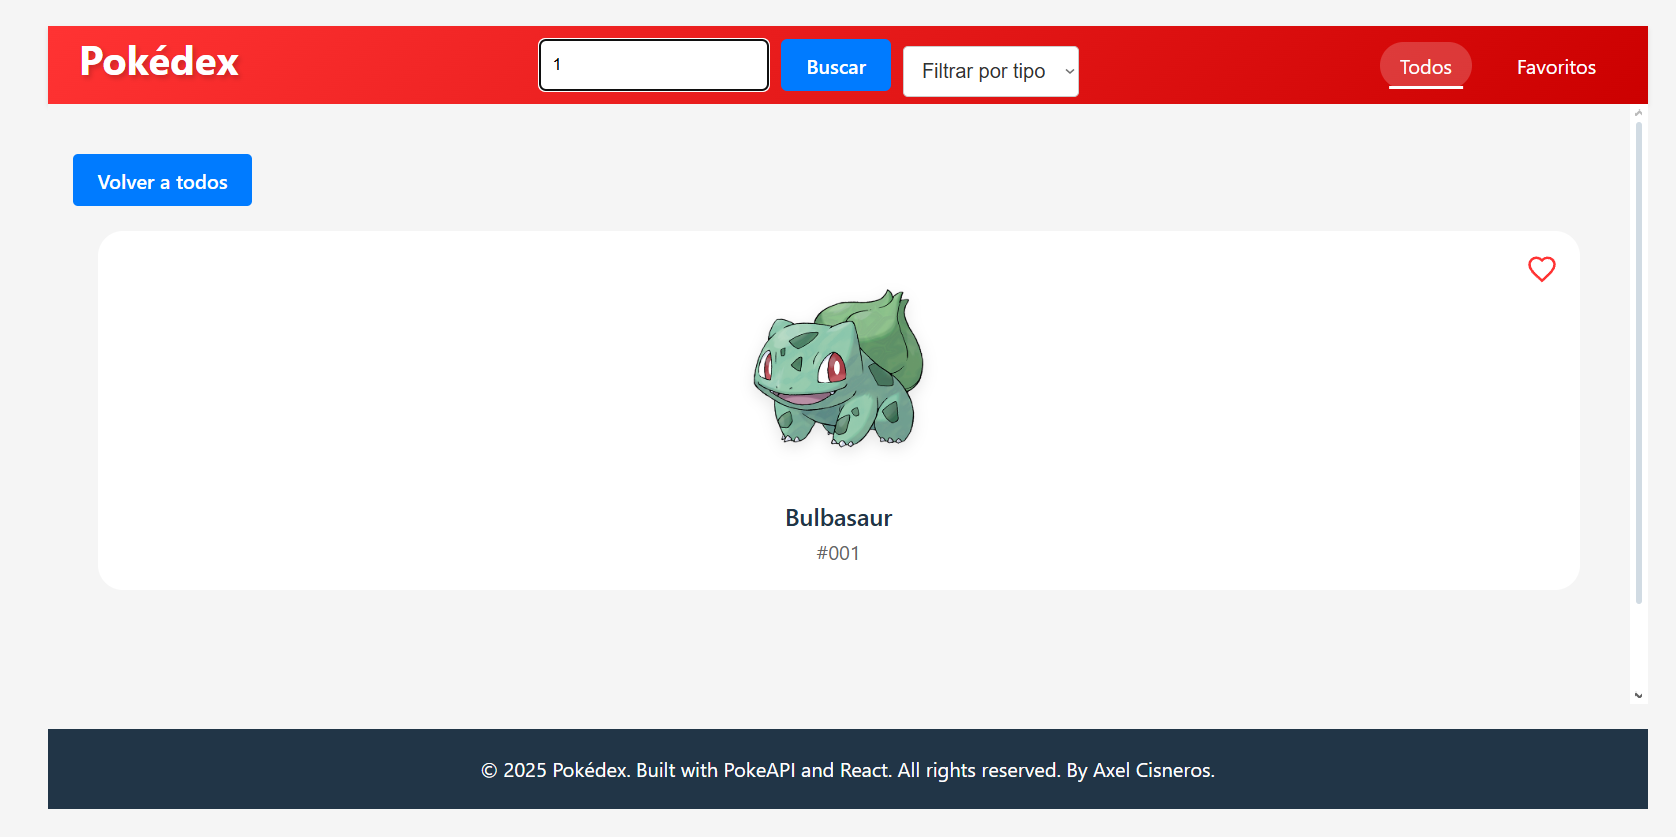 Pokédex
1
Buscar
Filtrar por tipo
Todos
Favoritos
Volver a todos
Bulbasaur
#001
© 2025 Pokédex. Built with PokeAPI and React. All rights reserved. By Axel Cisneros.